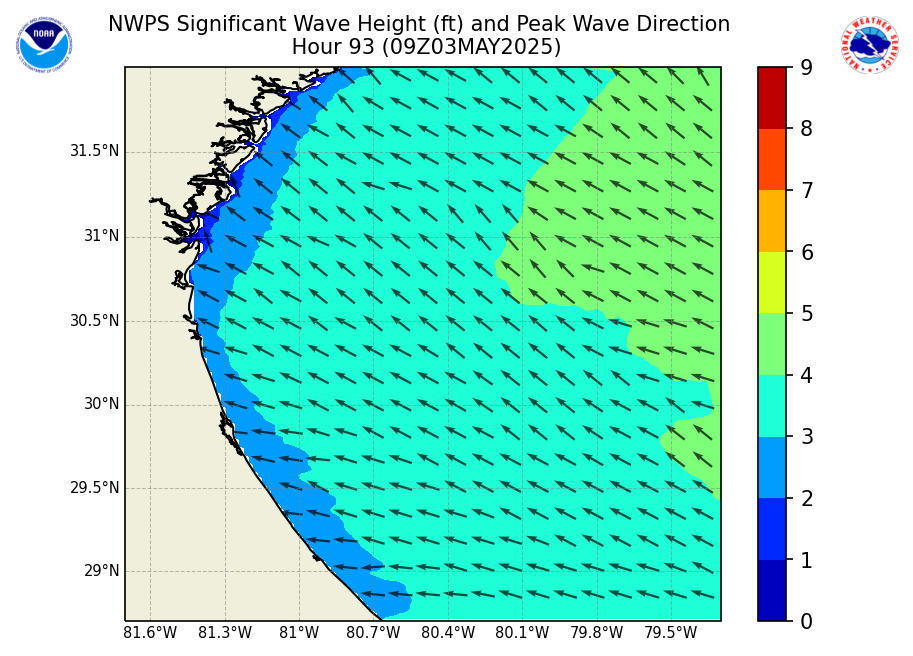 NWPS Significant Wave Height (ft) and Peak Wave Direction
Hour 93 (09Z03MAY2025)
NOAA
NATIONAL WEATHER SERVICE
31.5°N
31°N
30.5°N
30°N
29.5°N
29°N
81.6°W 81.3°W 81°W 80.7°W 80.4°W 80.1°W 79.8°W 79.5°W
9
8
7
6
5
4
3
2
1
0